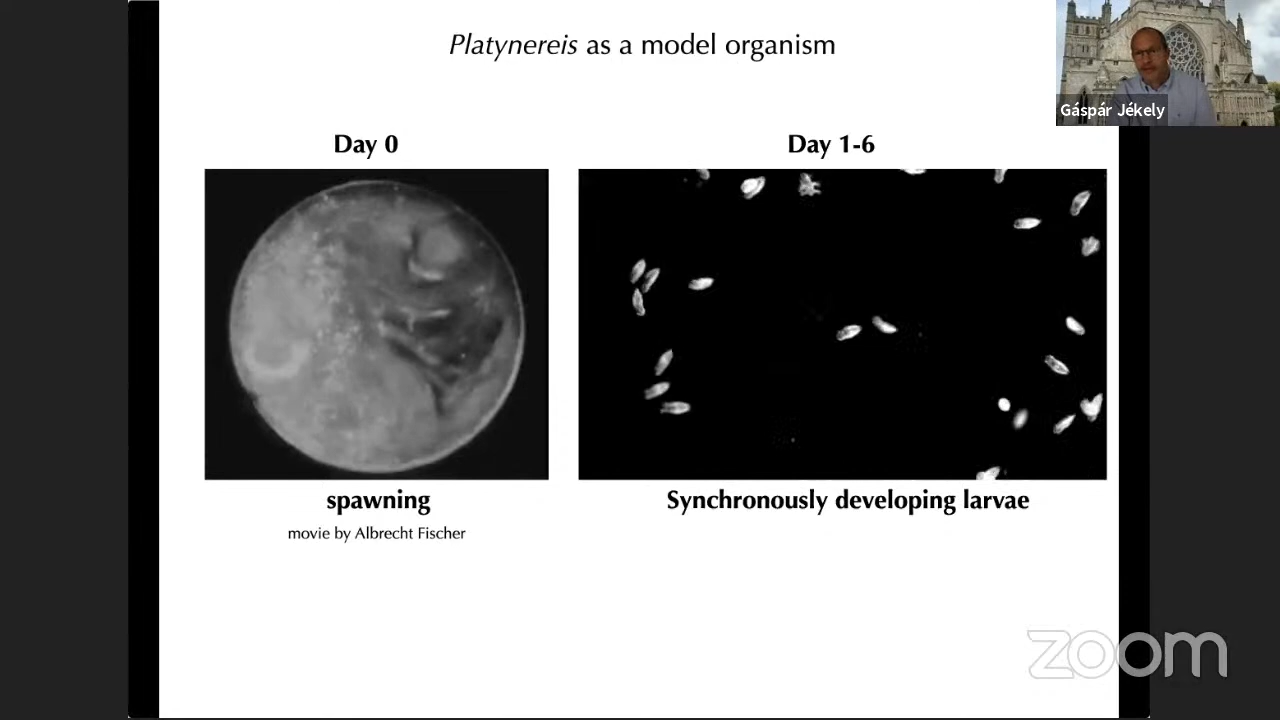 Platynereis as a model organism
Gáspár Jékely
Day 0
Day 1-6
spawning
Synchronously developing larvae
movie by Albrecht Fischer
zoom